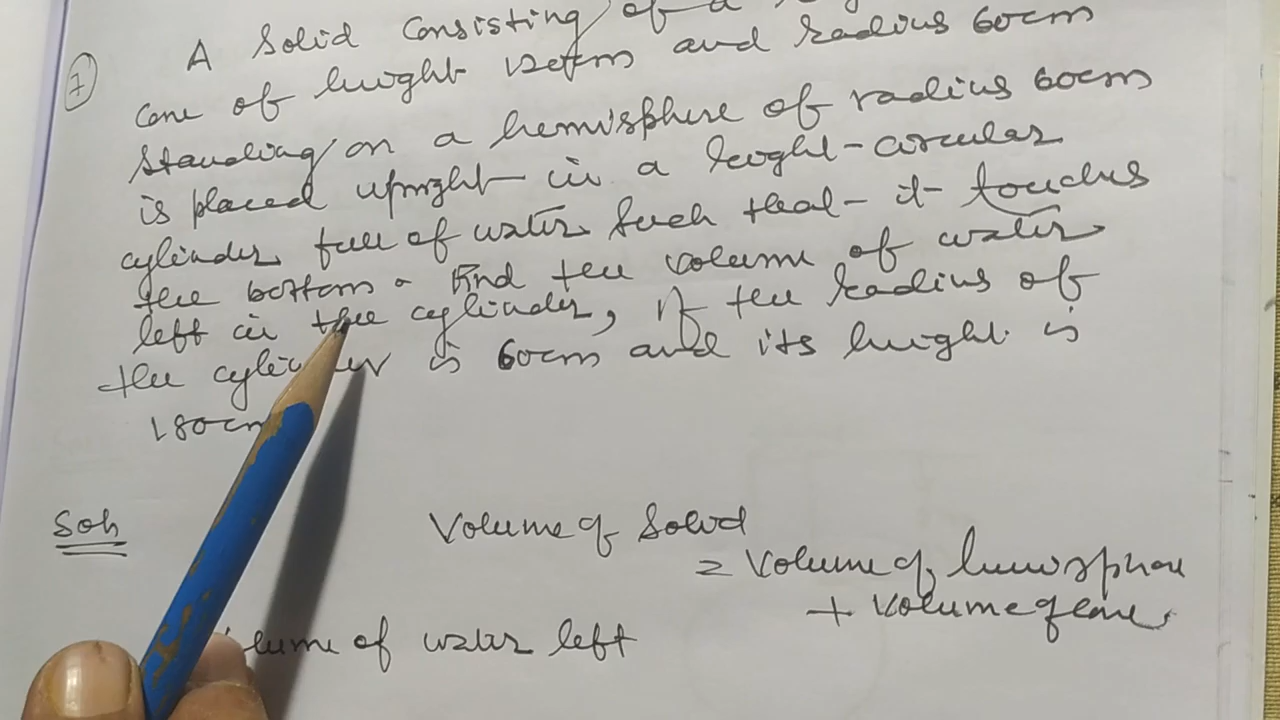 7
A Solid Consisting of a
Cone of height 120cm and radius 60cm
standing on a hemisphere of radius 60cm
is placed upright in a right-circular
cylinder full of water such that it touches
the bottom. Find the volume of water
left in the cylinder, if the radius of
the cylinder is 60cm and its height is
180cm
Soln
Volume of Solid
= Volume of hemisphere
+ Volume of cone.
lume of water left